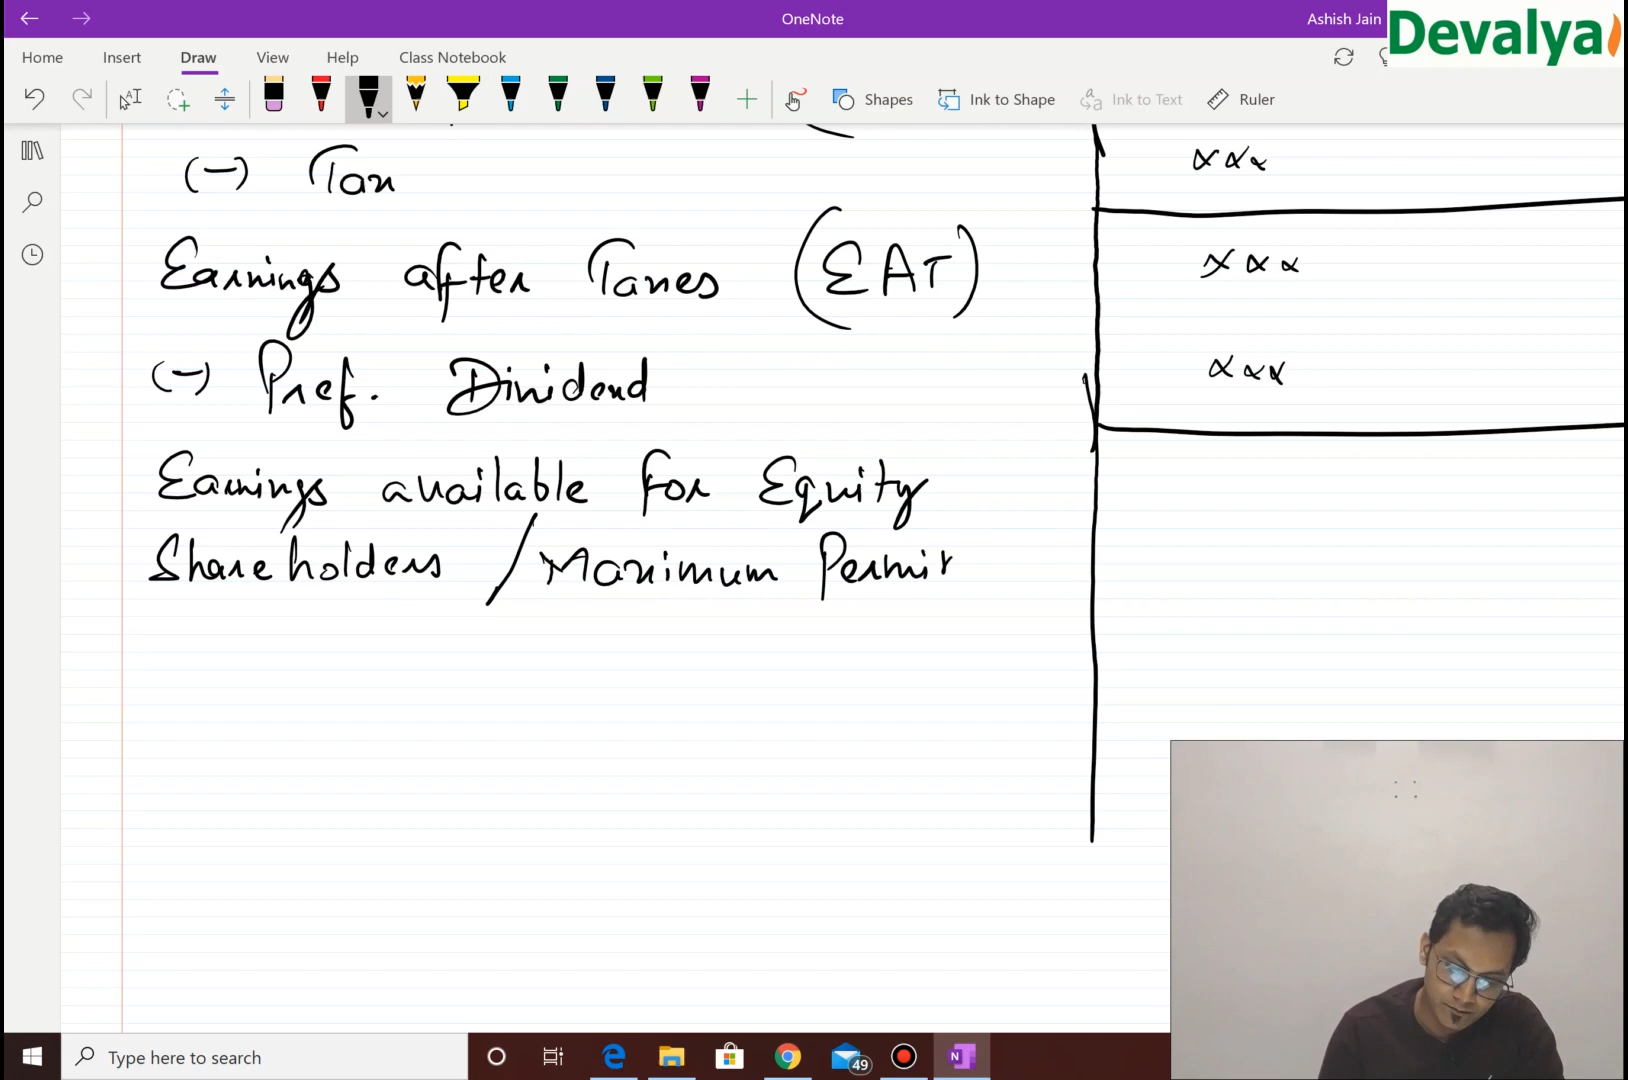 OneNote
Ashish Jain
Devalya
Home Insert Draw View Help Class Notebook
Shapes Ink to Shape Ink to Text Ruler
(-) Tax
xxx
Earnings after Taxes (EAT)
xxx
(-) Pref. Dividend
xxx
Earnings available for Equity
Shareholders / Maximum Permit
Type here to search
49
N